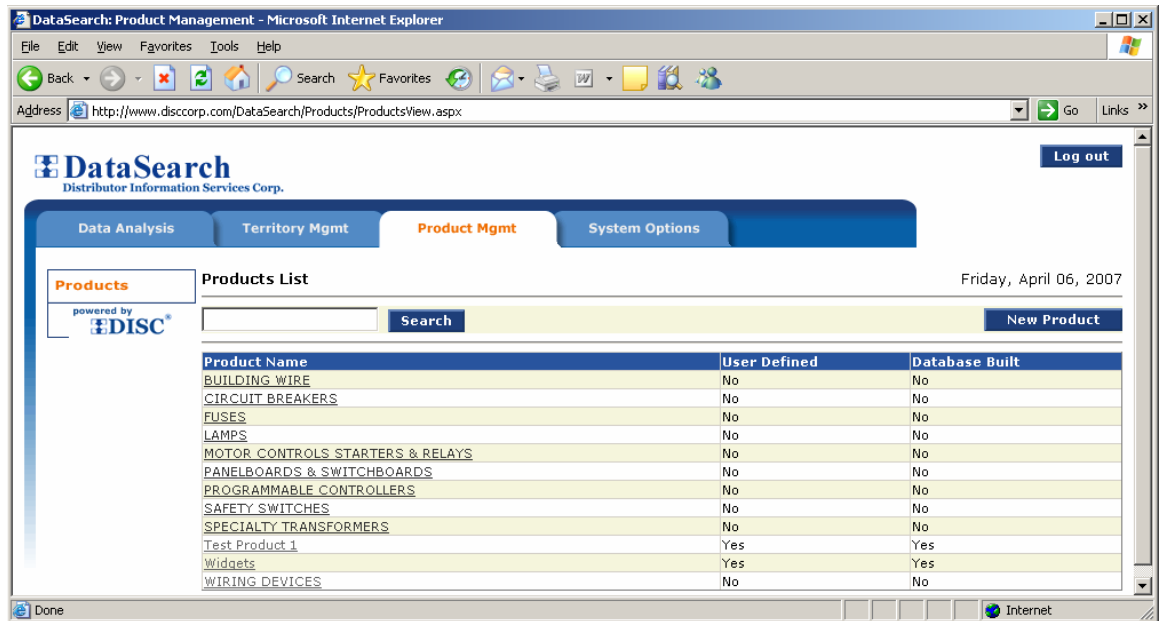 DataSearch: Product Management - Microsoft Internet Explorer
File Edit View Favorites Tools Help
Back Search Favorites
Address http://www.disccorp.com/DataSearch/Products/ProductsView.aspx Go Links »
DataSearch
Distributor Information Services Corp.
Log out
Data Analysis Territory Mgmt Product Mgmt System Options
Products
powered by
DISC®
Products List Friday, April 06, 2007
Search New Product
Product Name User Defined Database Built
BUILDING WIRE No No
CIRCUIT BREAKERS No No
FUSES No No
LAMPS No No
MOTOR CONTROLS STARTERS & RELAYS No No
PANELBOARDS & SWITCHBOARDS No No
PROGRAMMABLE CONTROLLERS No No
SAFETY SWITCHES No No
SPECIALTY TRANSFORMERS No No
Test Product 1 Yes Yes
Widgets Yes Yes
WIRING DEVICES No No
Done Internet